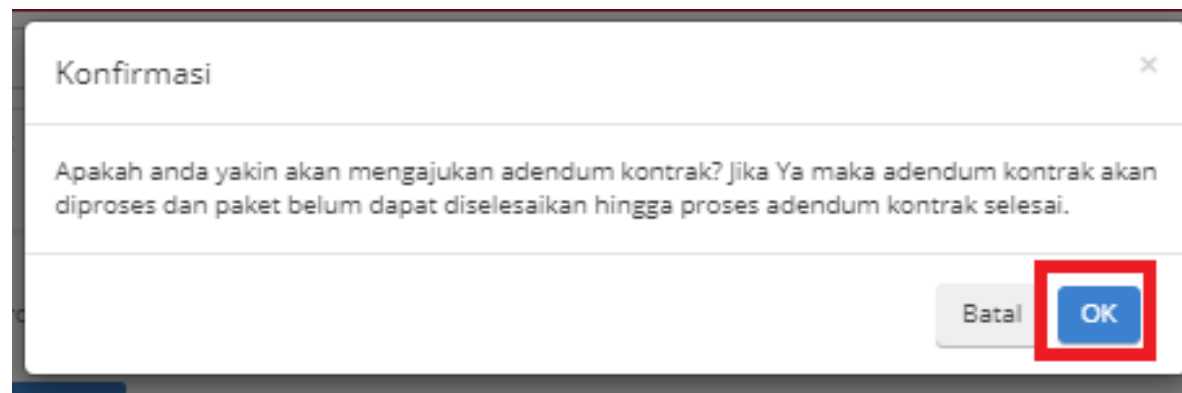 Konfirmasi
Apakah anda yakin akan mengajukan adendum kontrak? Jika Ya maka adendum kontrak akan
diproses dan paket belum dapat diselesaikan hingga proses adendum kontrak selesai.
Batal OK